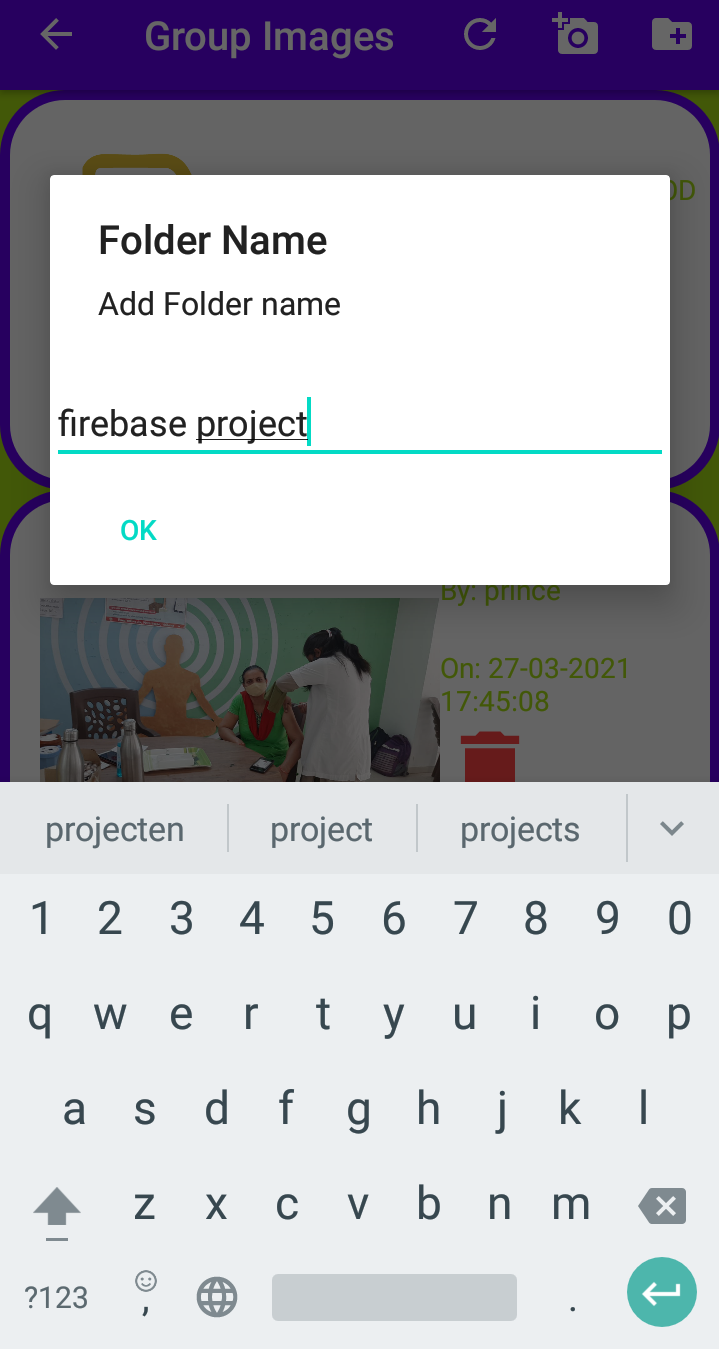 Group Images
DD
Folder Name
Add Folder name
firebase project
OK
By: prince
On: 27-03-2021
17:45:08
projecten project projects
1 2 3 4 5 6 7 8 9 0
q w e r t y u i o p
a s d f g h j k l
z x c v b n m
?123 , .